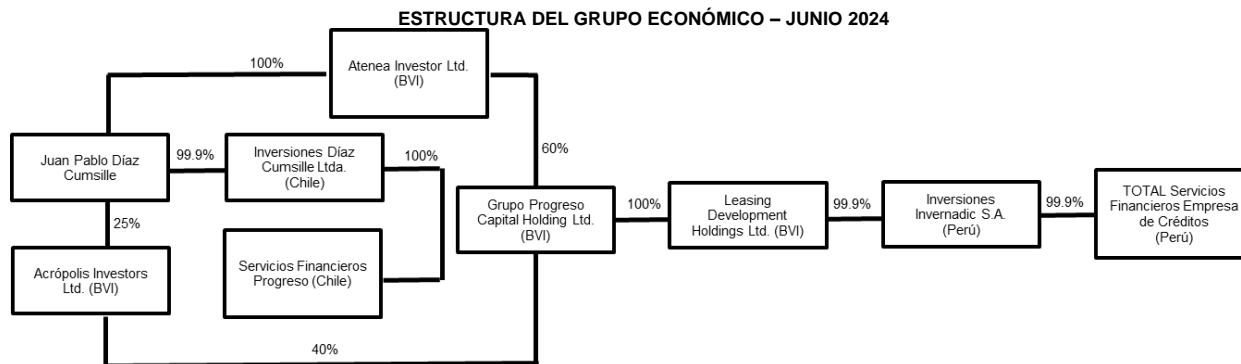 ESTRUCTURA DEL GRUPO ECONÓMICO – JUNIO 2024
100%
Atenea Investor Ltd.
(BVI)
Juan Pablo Díaz
Cumsille
99.9%
Inversiones Díaz
Cumsille Ltda.
(Chile)
100%
60%
25%
Grupo Progreso
Capital Holding Ltd.
(BVI)
100%
Leasing
Development
Holdings Ltd. (BVI)
99.9%
Inversiones
Invernadic S.A.
(Perú)
99.9%
TOTAL Servicios
Financieros Empresa
de Créditos
(Perú)
Acrópolis Investors
Ltd. (BVI)
Servicios Financieros
Progreso (Chile)
40%